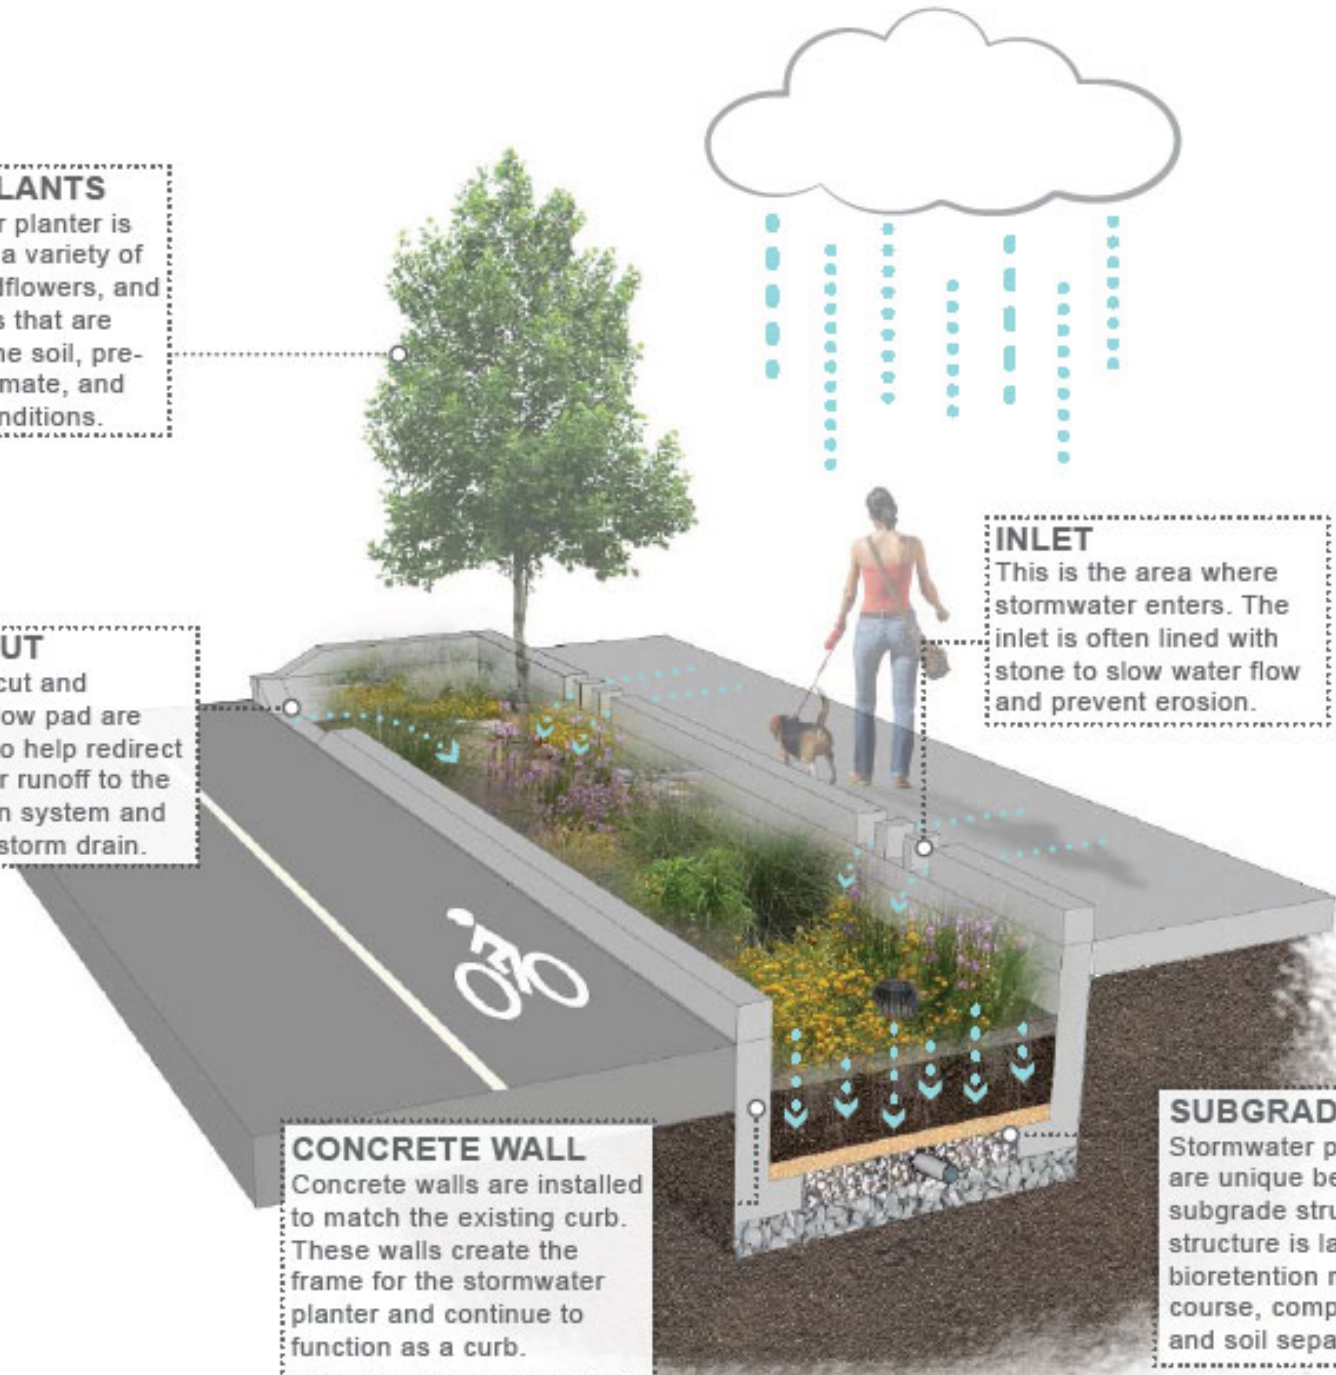 LANTS
r planter is
a variety of
dflowers, and
s that are
ne soil, pre-
mate, and
nditions.
INLET
This is the area where
stormwater enters. The
inlet is often lined with
stone to slow water flow
and prevent erosion.
UT
cut and
ow pad are
o help redirect
r runoff to the
n system and
storm drain.
CONCRETE WALL
Concrete walls are installed
to match the existing curb.
These walls create the
frame for the stormwater
planter and continue to
function as a curb.
SUBGRAD
Stormwater p
are unique be
subgrade stru
structure is la
bioretention
course, comp
and soil sepa